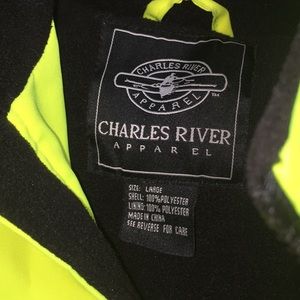 CHARLES RIVER
APPAREL
TM
CHARLES RIVER
APPAREL
SIZE: LARGE
SHELL: 100% POLYESTER
LINING: 100% POLYESTER
MADE IN CHINA
SEE REVERSE FOR CARE